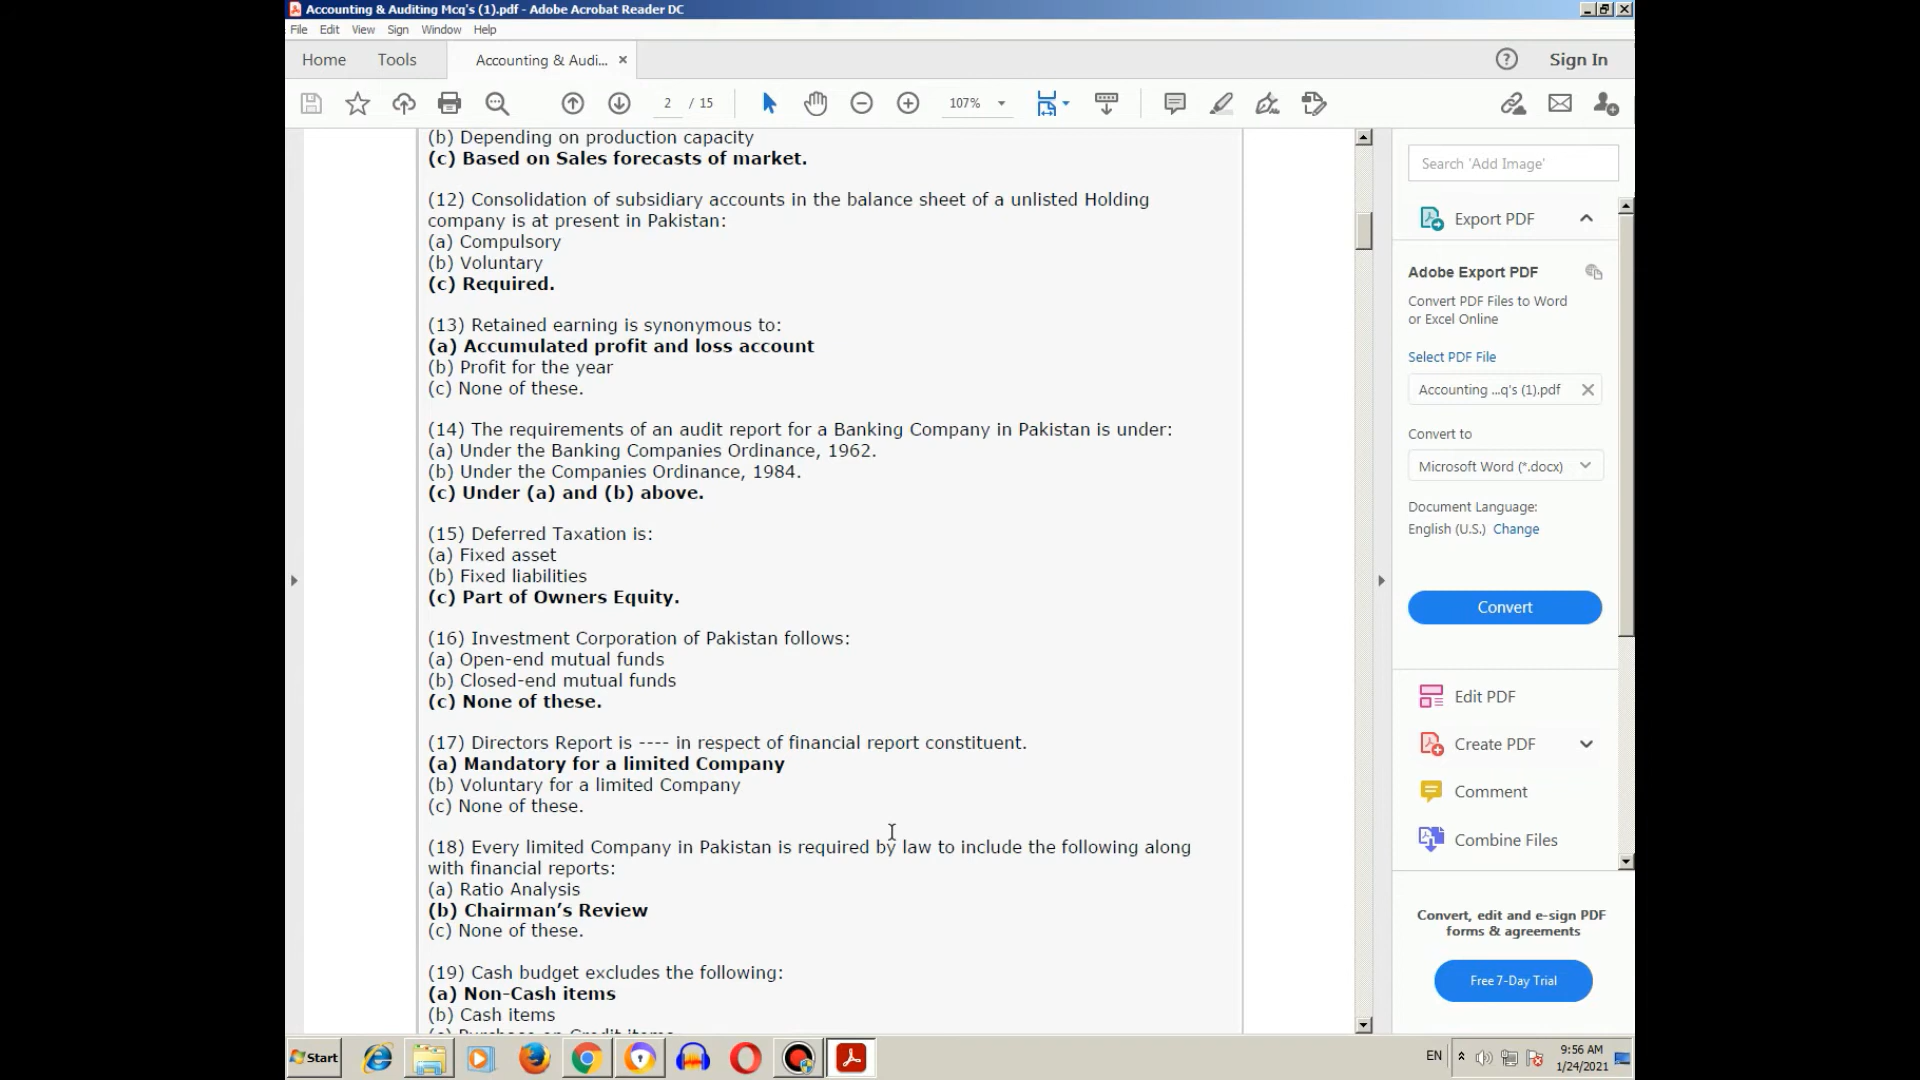 Accounting & Auditing Mcq's (1).pdf - Adobe Acrobat Reader DC
File Edit View Sign Window Help
Home Tools Accounting & Audi... × Sign In
2 / 15 107%
(b) Depending on production capacity
(c) Based on Sales forecasts of market.
(12) Consolidation of subsidiary accounts in the balance sheet of a unlisted Holding
company is at present in Pakistan:
(a) Compulsory
(b) Voluntary
(c) Required.
(13) Retained earning is synonymous to:
(a) Accumulated profit and loss account
(b) Profit for the year
(c) None of these.
(14) The requirements of an audit report for a Banking Company in Pakistan is under:
(a) Under the Banking Companies Ordinance, 1962.
(b) Under the Companies Ordinance, 1984.
(c) Under (a) and (b) above.
(15) Deferred Taxation is:
(a) Fixed asset
(b) Fixed liabilities
(c) Part of Owners Equity.
(16) Investment Corporation of Pakistan follows:
(a) Open-end mutual funds
(b) Closed-end mutual funds
(c) None of these.
(17) Directors Report is ---- in respect of financial report constituent.
(a) Mandatory for a limited Company
(b) Voluntary for a limited Company
(c) None of these.
(18) Every limited Company in Pakistan is required by law to include the following along
with financial reports:
(a) Ratio Analysis
(b) Chairman’s Review
(c) None of these.
(19) Cash budget excludes the following:
(a) Non-Cash items
(b) Cash items
(c) Purchase on Credit items
Search 'Add Image'
Export PDF
Adobe Export PDF
Convert PDF Files to Word
or Excel Online
Select PDF File
Accounting ...q's (1).pdf
Convert to
Microsoft Word (*.docx)
Document Language:
English (U.S.) Change
Convert
Edit PDF
Create PDF
Comment
Combine Files
Convert, edit and e-sign PDF
forms & agreements
Free 7-Day Trial
Start
EN
9:56 AM
1/24/2021